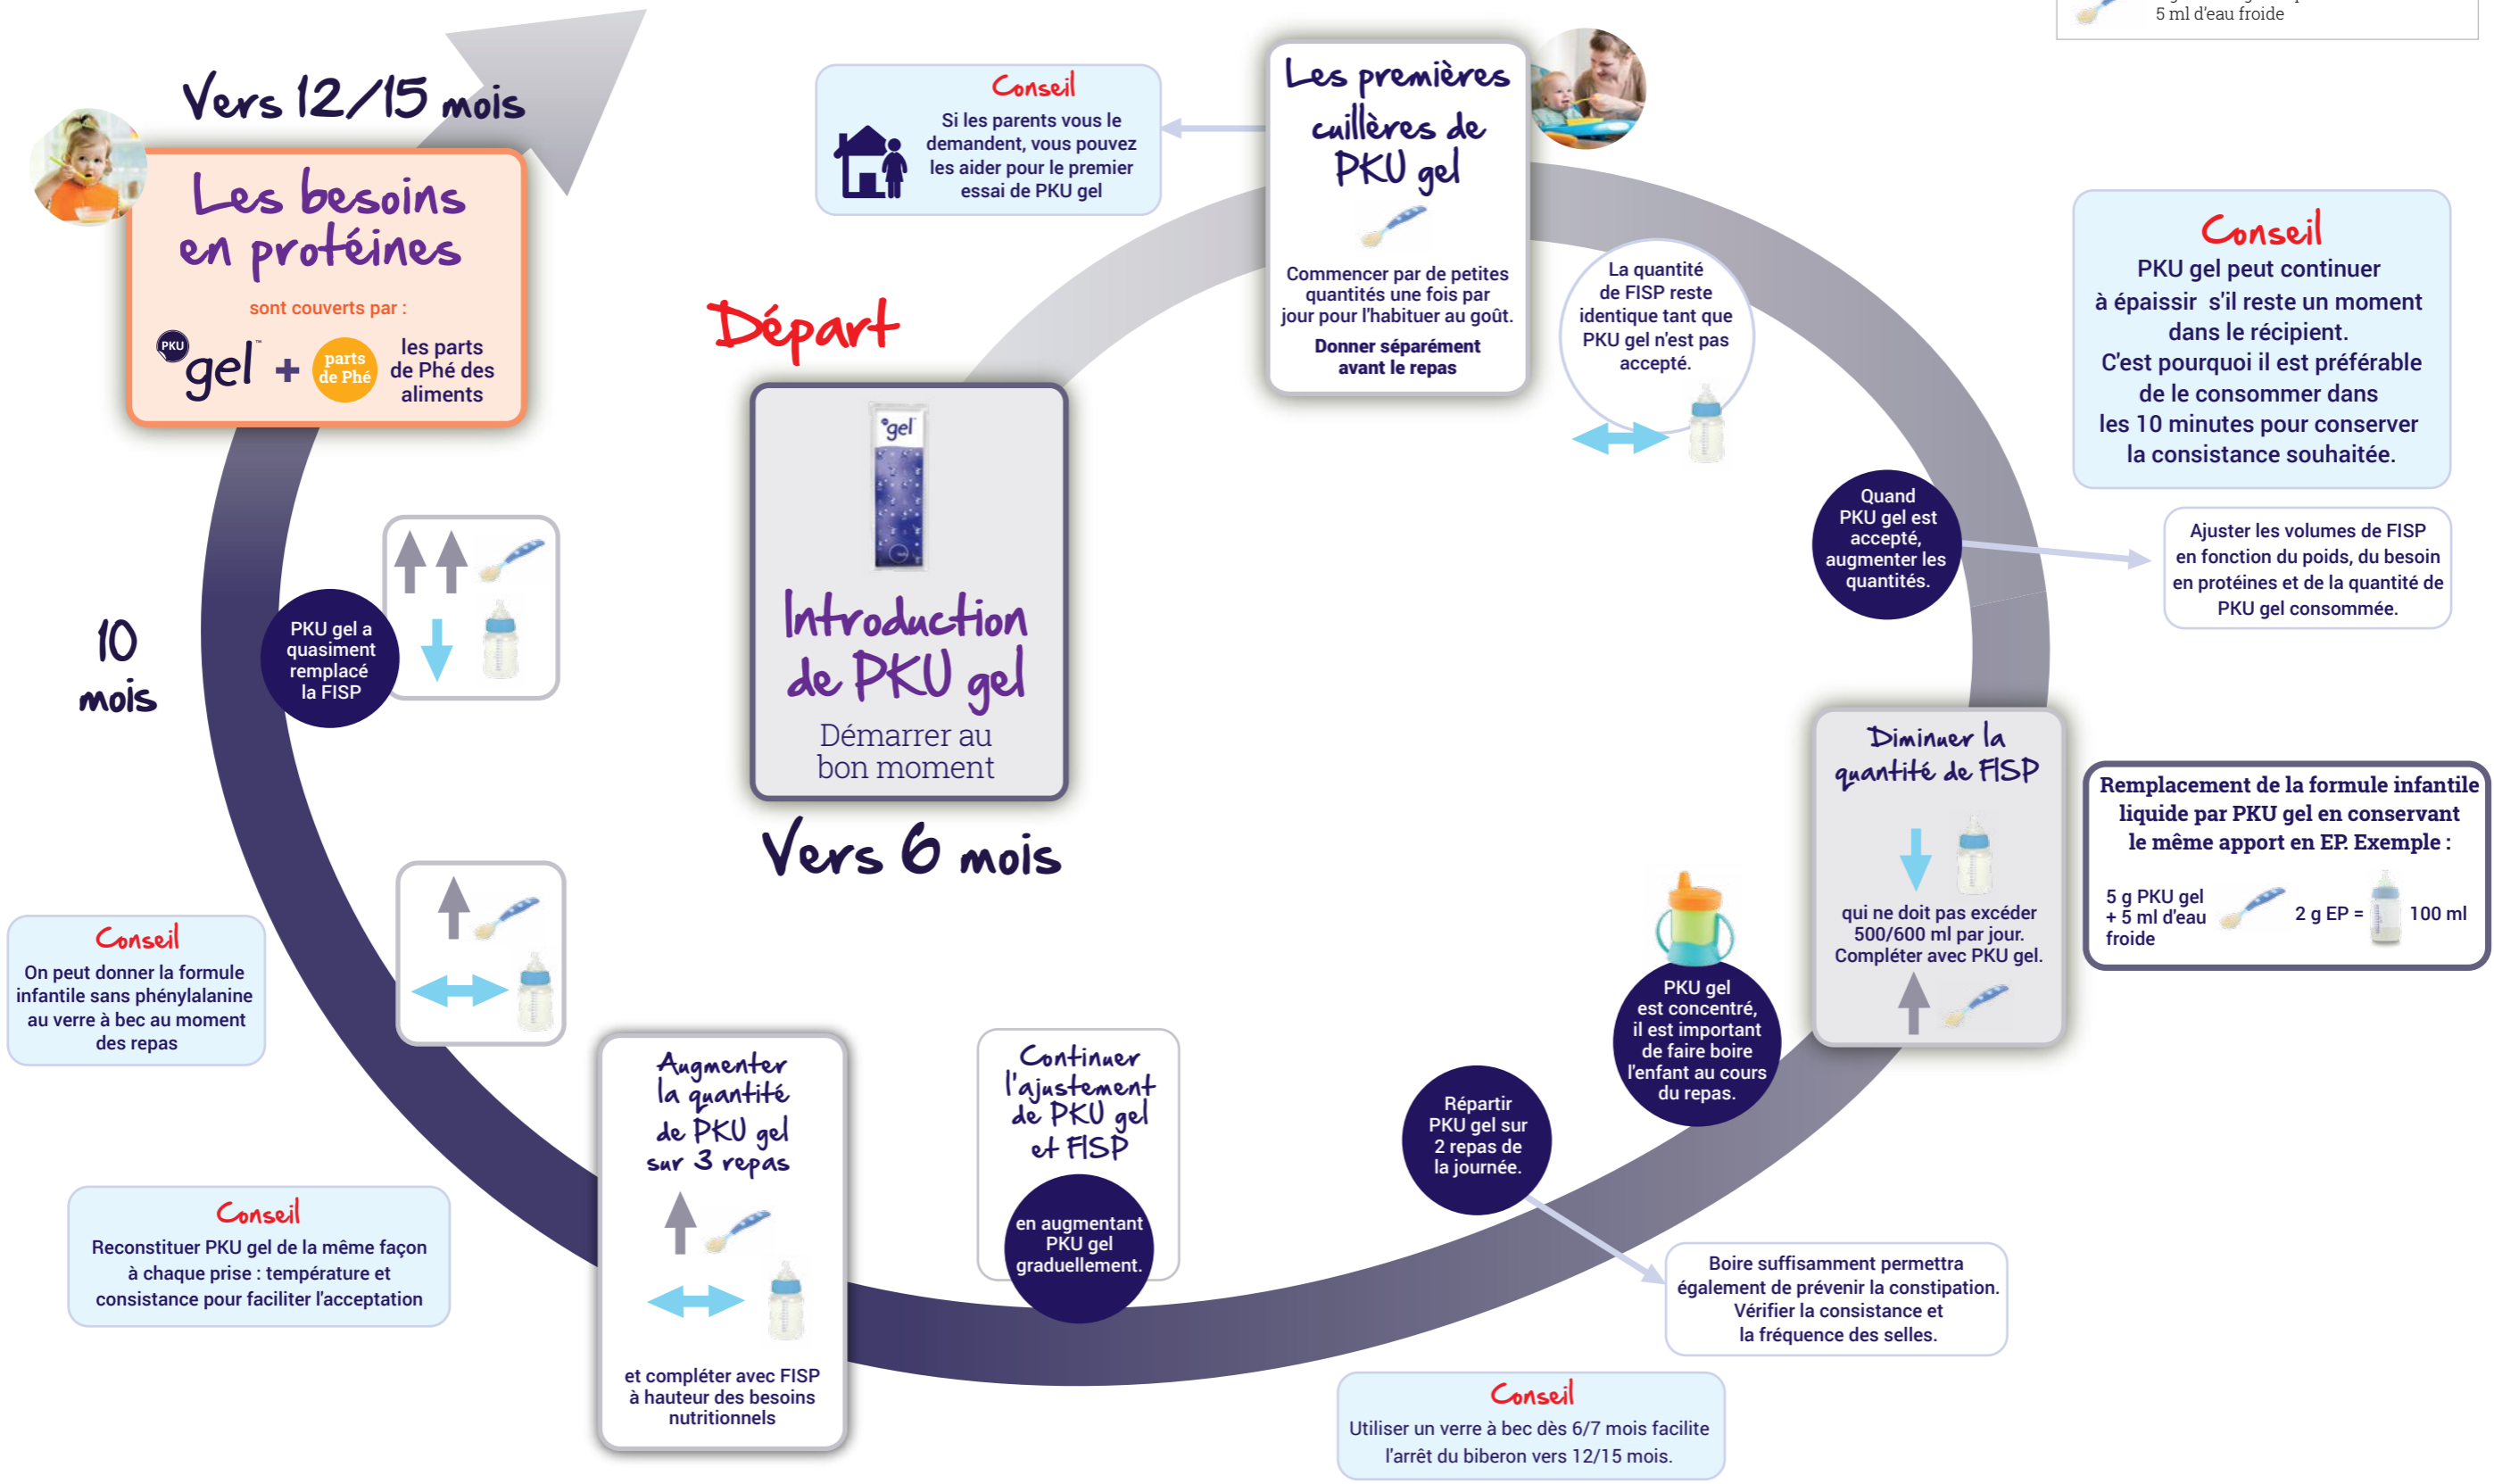 5 ml d'eau froide
Vers 12/15 mois
Les besoins
en protéines
sont couverts par :
PKU
gel™
+
parts
de Phé
les parts
de Phé des
aliments
Conseil
Si les parents vous le
demandent, vous pouvez
les aider pour le premier
essai de PKU gel
Les premières
cuillères de
PKU gel
Commencer par de petites
quantités une fois par
jour pour l'habituer au goût.
Donner séparément
avant le repas
La quantité
de FISP reste
identique tant que
PKU gel n'est pas
accepté.
Conseil
PKU gel peut continuer
à épaissir s'il reste un moment
dans le récipient.
C'est pourquoi il est préférable
de le consommer dans
les 10 minutes pour conserver
la consistance souhaitée.
Départ
gel
Introduction
de PKU gel
Démarrer au
bon moment
Vers 6 mois
Quand
PKU gel est
accepté,
augmenter les
quantités.
Ajuster les volumes de FISP
en fonction du poids, du besoin
en protéines et de la quantité de
PKU gel consommée.
Diminuer la
quantité de FISP
qui ne doit pas excéder
500/600 ml par jour.
Compléter avec PKU gel.
Remplacement de la formule infantile
liquide par PKU gel en conservant
le même apport en EP. Exemple :
5 g PKU gel
+ 5 ml d'eau
froide
2 g EP =
100 ml
PKU gel
est concentré,
il est important
de faire boire
l'enfant au cours
du repas.
Répartir
PKU gel sur
2 repas de
la journée.
Boire suffisamment permettra
également de prévenir la constipation.
Vérifier la consistance et
la fréquence des selles.
Conseil
Utiliser un verre à bec dès 6/7 mois facilite
l'arrêt du biberon vers 12/15 mois.
Continuer
l'ajustement
de PKU gel
et FISP
en augmentant
PKU gel
graduellement.
Augmenter
la quantité
de PKU gel
sur 3 repas
et compléter avec FISP
à hauteur des besoins
nutritionnels
Conseil
Reconstituer PKU gel de la même façon
à chaque prise : température et
consistance pour faciliter l'acceptation
Conseil
On peut donner la formule
infantile sans phénylalanine
au verre à bec au moment
des repas
10
mois
PKU gel a
quasiment
remplacé
la FISP